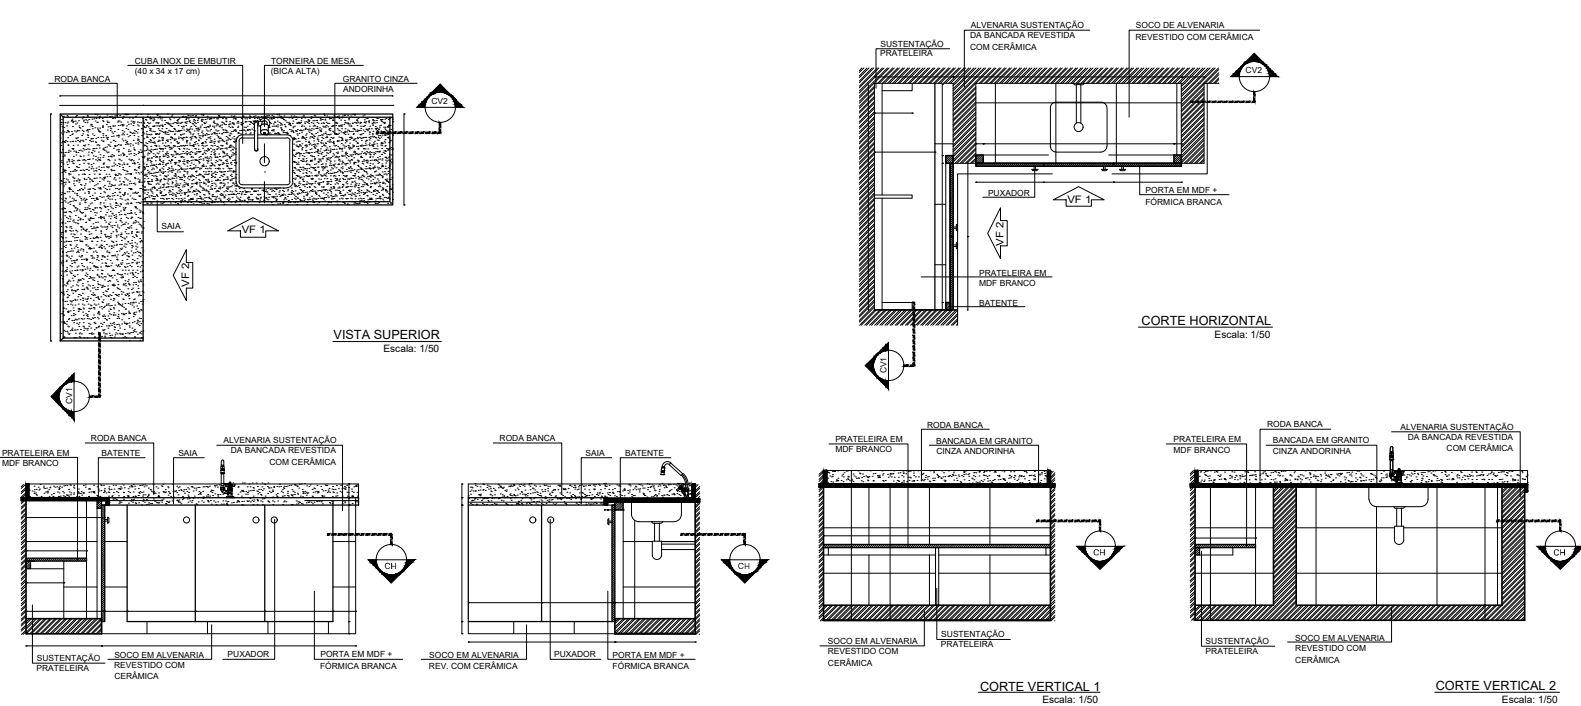 CUBA INOX DE EMBUTIR
(40 x 34 x 17 cm)
TORNEIRA DE MESA
(BICA ALTA)
RODA BANCA
GRANITO CINZA
ANDORINHA
CV2
SAIA
VF 1
VF 2
VISTA SUPERIOR
Escala: 1/50
CV1
SUSTENTAÇÃO
PRATELEIRA
ALVENARIA SUSTENTAÇÃO
DA BANCADA REVESTIDA
COM CERÂMICA
SOCO DE ALVENARIA
REVESTIDO COM CERÂMICA
CV2
PUXADOR
VF 1
PORTA EM MDF +
FÓRMICA BRANCA
VF 2
PRATELEIRA EM
MDF BRANCO
BATENTE
CORTE HORIZONTAL
Escala: 1/50
CV1
PRATELEIRA EM
MDF BRANCO
RODA BANCA
BATENTE
SAIA
ALVENARIA SUSTENTAÇÃO
DA BANCADA REVESTIDA
COM CERÂMICA
CH
SUSTENTAÇÃO
PRATELEIRA
SOCO EM ALVENARIA
REVESTIDO COM
CERÂMICA
PUXADOR
PORTA EM MDF +
FÓRMICA BRANCA
RODA BANCA
SAIA
BATENTE
CH
SOCO EM ALVENARIA
REV. COM CERÂMICA
PUXADOR
PORTA EM MDF +
FÓRMICA BRANCA
PRATELEIRA EM
MDF BRANCO
RODA BANCA
BANCADA EM GRANITO
CINZA ANDORINHA
CH
SOCO EM ALVENARIA
REVESTIDO COM
CERÂMICA
SUSTENTAÇÃO
PRATELEIRA
CORTE VERTICAL 1
Escala: 1/50
PRATELEIRA EM
MDF BRANCO
RODA BANCA
BANCADA EM GRANITO
CINZA ANDORINHA
ALVENARIA SUSTENTAÇÃO
DA BANCADA REVESTIDA
COM CERÂMICA
CH
SUSTENTAÇÃO
PRATELEIRA
SOCO EM ALVENARIA
REVESTIDO COM
CERÂMICA
CORTE VERTICAL 2
Escala: 1/50